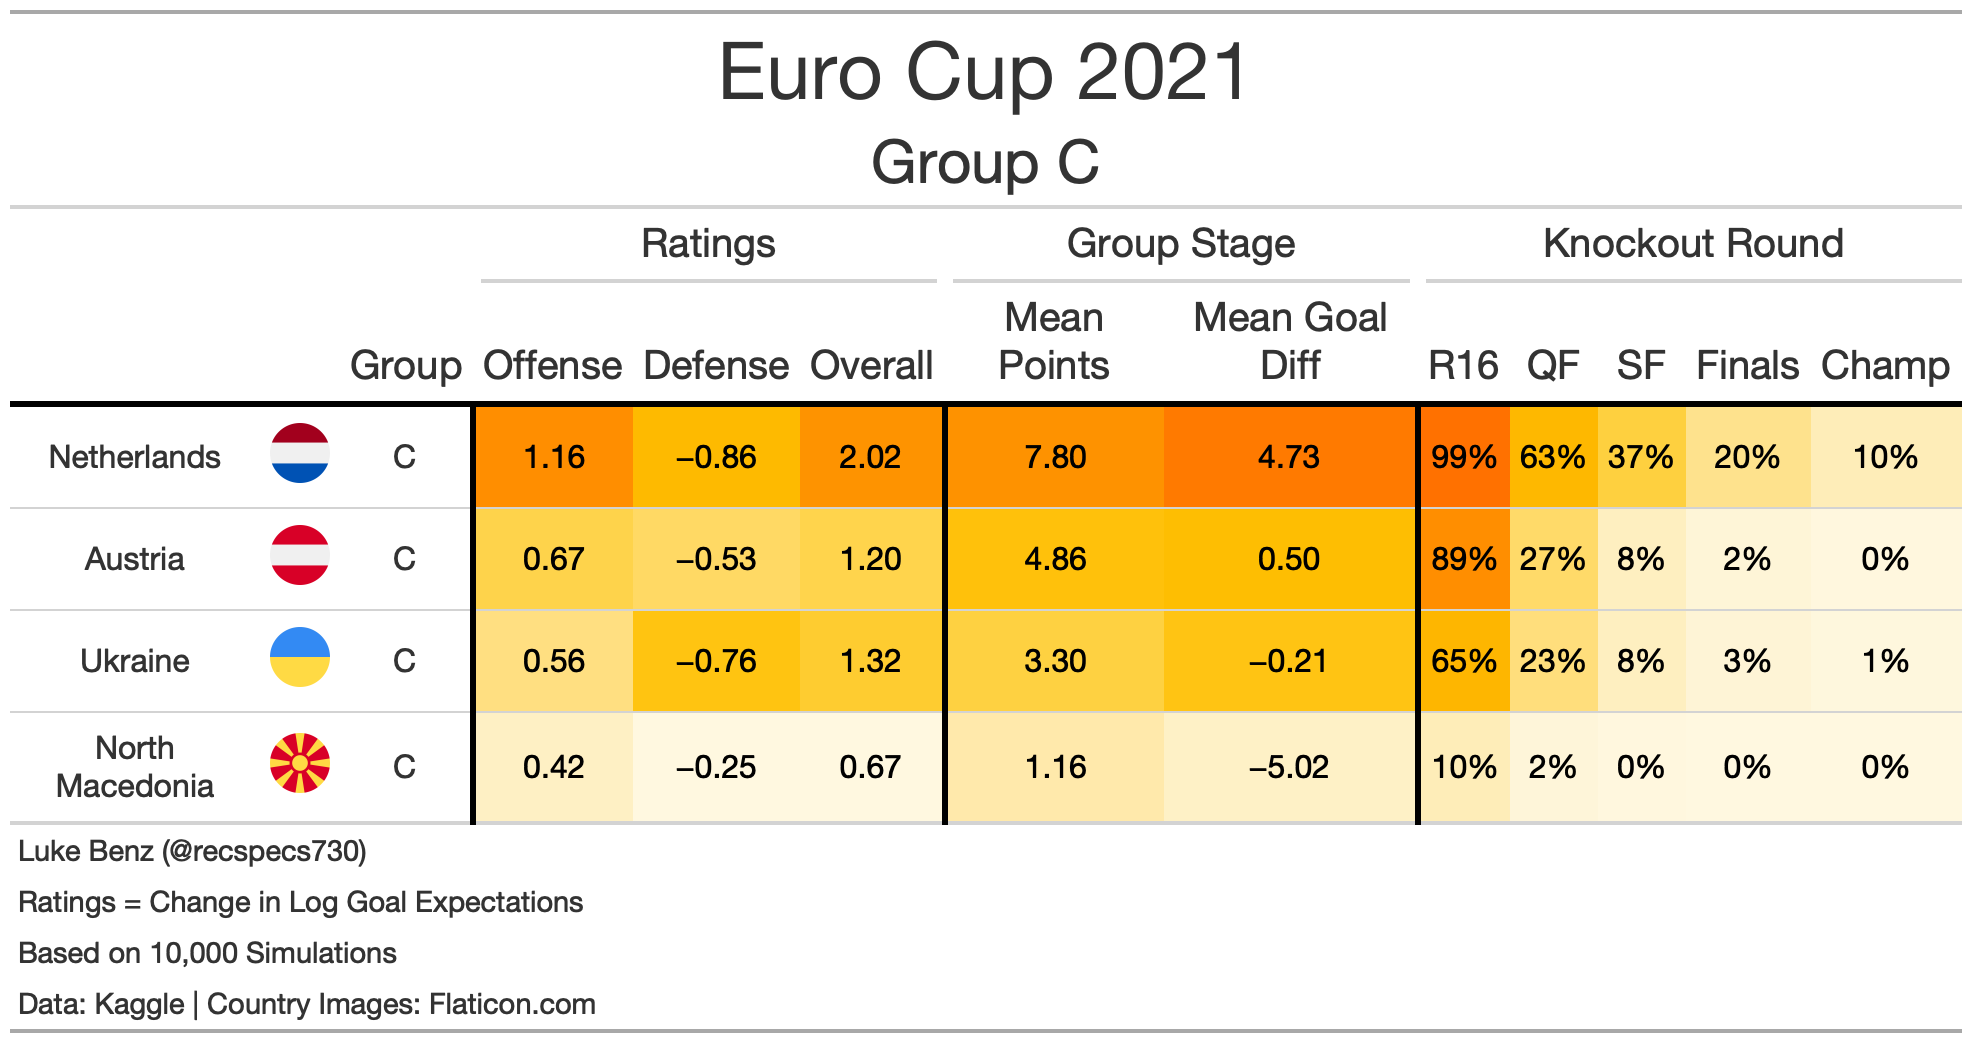 Euro Cup 2021
Group C
Ratings Group Stage Knockout Round
Mean Mean Goal
Group Offense Defense Overall Points Diff R16 QF SF Finals Champ
Netherlands C 1.16 −0.86 2.02 7.80 4.73 99% 63% 37% 20% 10%
Austria C 0.67 −0.53 1.20 4.86 0.50 89% 27% 8% 2% 0%
Ukraine C 0.56 −0.76 1.32 3.30 −0.21 65% 23% 8% 3% 1%
North
Macedonia C 0.42 −0.25 0.67 1.16 −5.02 10% 2% 0% 0% 0%
Luke Benz (@recspecs730)
Ratings = Change in Log Goal Expectations
Based on 10,000 Simulations
Data: Kaggle | Country Images: Flaticon.com